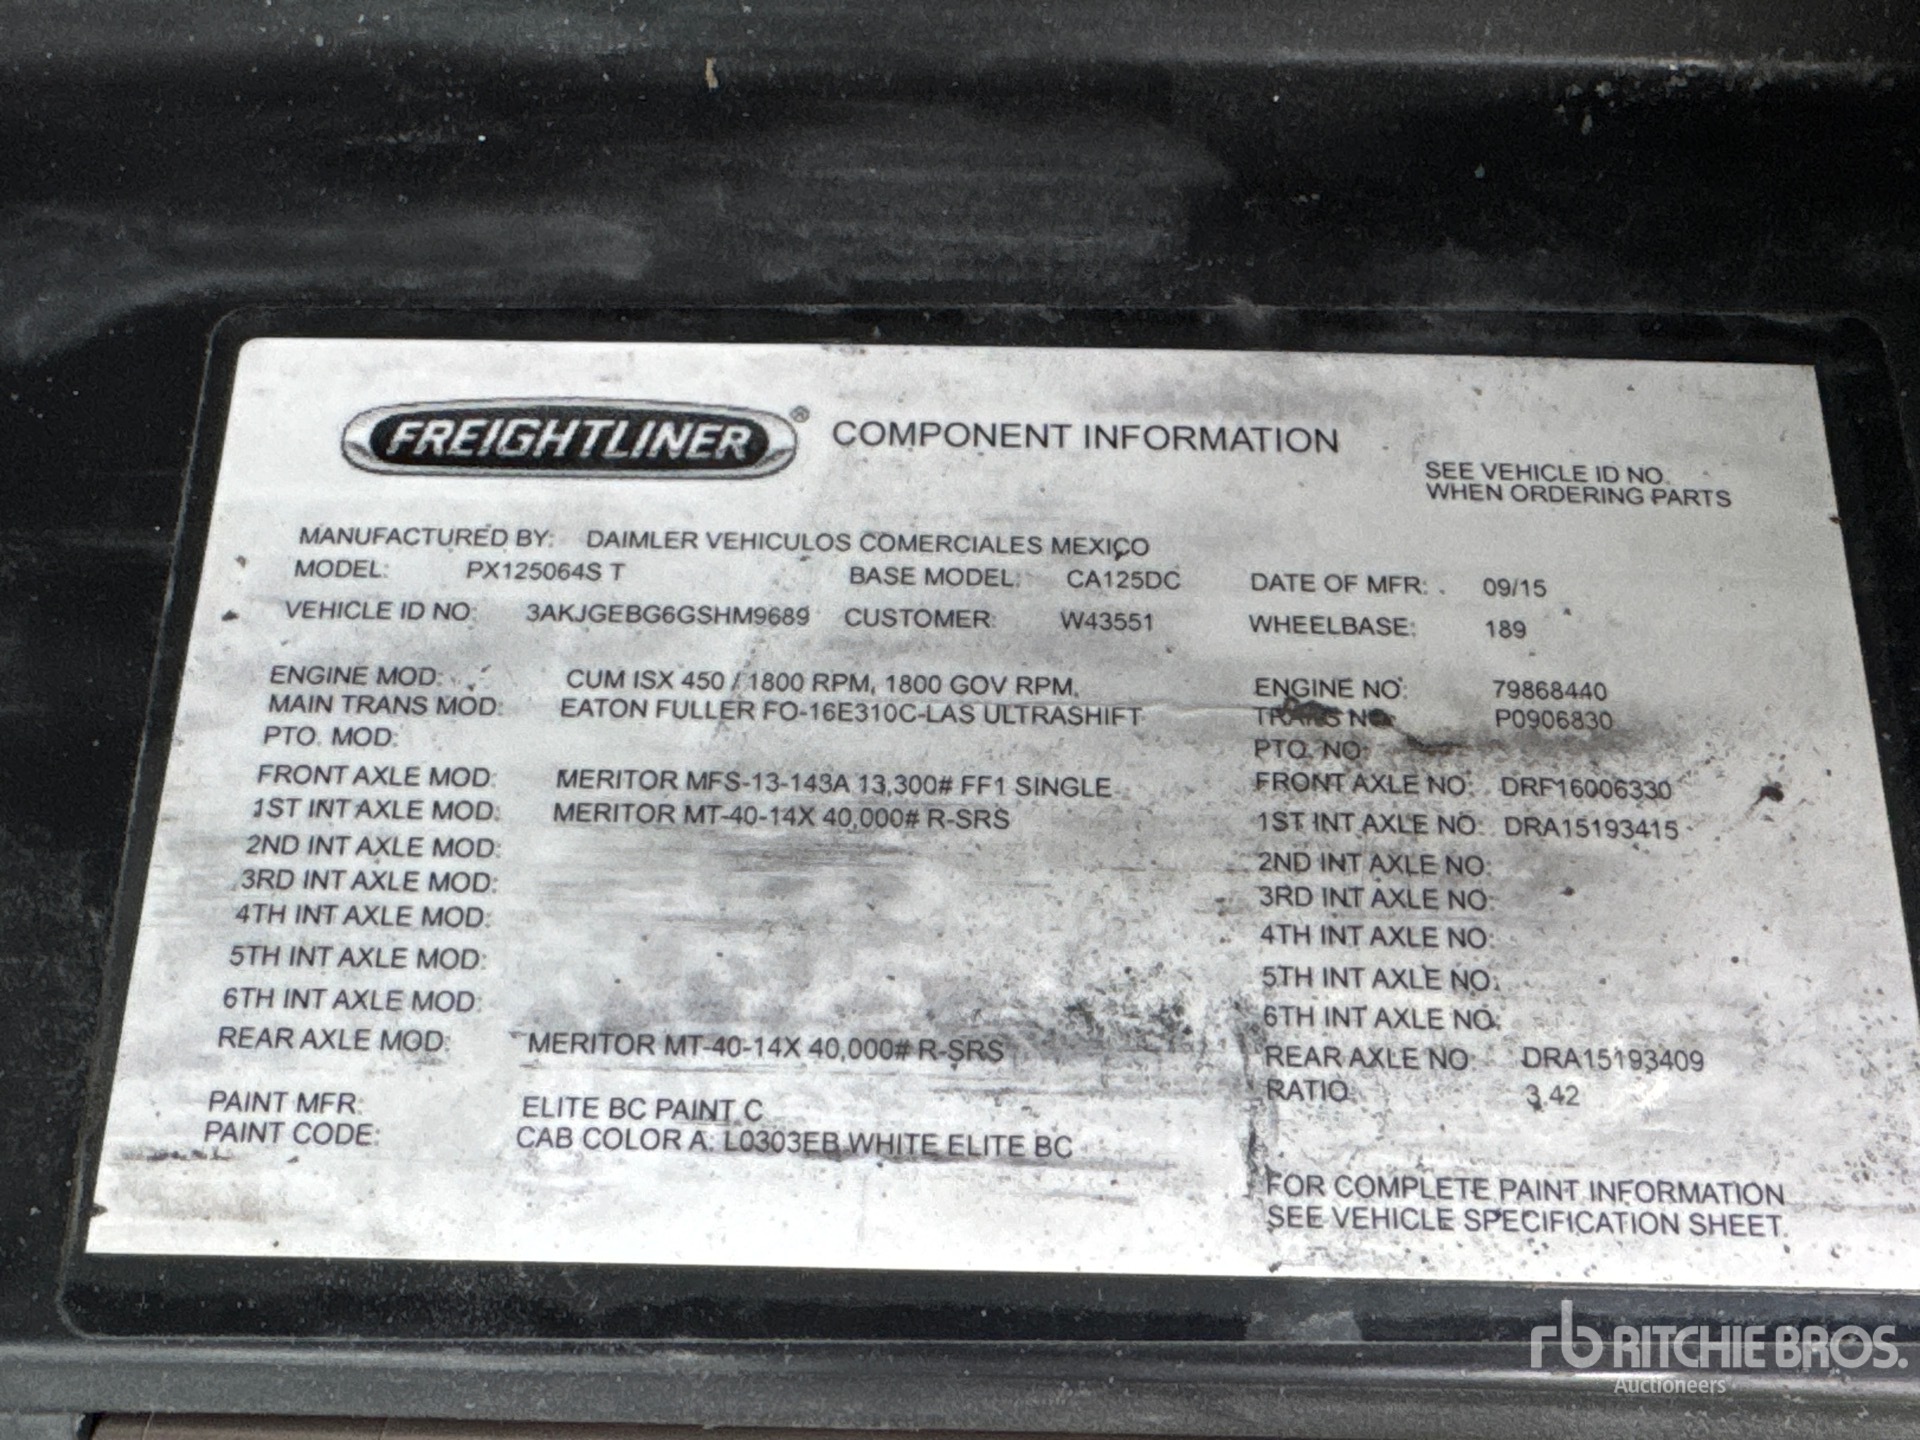 FREIGHTLINER® COMPONENT INFORMATION
SEE VEHICLE ID NO.
WHEN ORDERING PARTS
MANUFACTURED BY: DAIMLER VEHICULOS COMERCIALES MEXICO
MODEL: PX125064S T BASE MODEL: CA125DC DATE OF MFR: 09/15
VEHICLE ID NO: 3AKJGEBG6GSHM9689 CUSTOMER: W43551 WHEELBASE: 189
ENGINE MOD: CUM ISX 450 / 1800 RPM, 1800 GOV RPM, ENGINE NO: 79868440
MAIN TRANS MOD: EATON FULLER FO-16E310C-LAS ULTRASHIFT TRANS NO: P0906830
PTO. MOD: PTO. NO:
FRONT AXLE MOD: MERITOR MFS-13-143A 13,300# FF1 SINGLE FRONT AXLE NO: DRF16006330
1ST INT AXLE MOD: MERITOR MT-40-14X 40,000# R-SRS 1ST INT AXLE NO: DRA15193415
2ND INT AXLE MOD: 2ND INT AXLE NO:
3RD INT AXLE MOD: 3RD INT AXLE NO:
4TH INT AXLE MOD: 4TH INT AXLE NO:
5TH INT AXLE MOD: 5TH INT AXLE NO:
6TH INT AXLE MOD: 6TH INT AXLE NO:
REAR AXLE MOD: MERITOR MT-40-14X 40,000# R-SRS REAR AXLE NO: DRA15193409
RATIO: 3.42
PAINT MFR: ELITE BC PAINT C
PAINT CODE: CAB COLOR A: L0303EB WHITE ELITE BC
FOR COMPLETE PAINT INFORMATION
SEE VEHICLE SPECIFICATION SHEET.
rb RITCHIE BROS.
Auctioneers